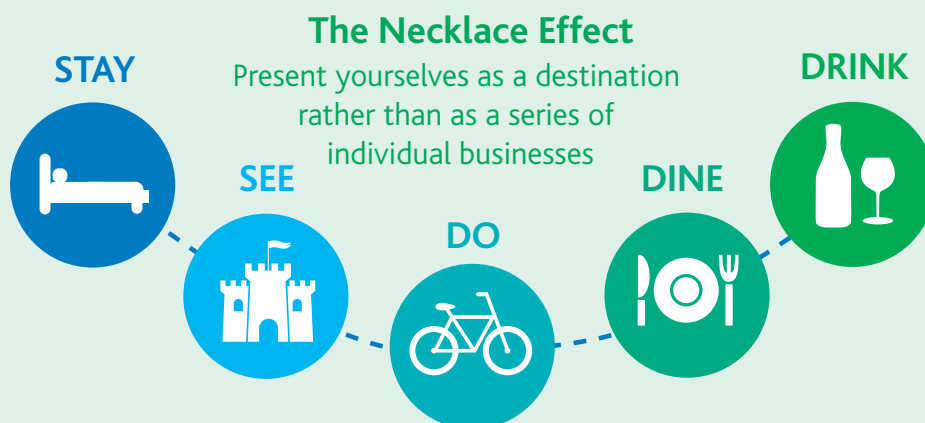 The Necklace Effect
Present yourselves as a destination
rather than as a series of
individual businesses
STAY
SEE
DO
DINE
DRINK